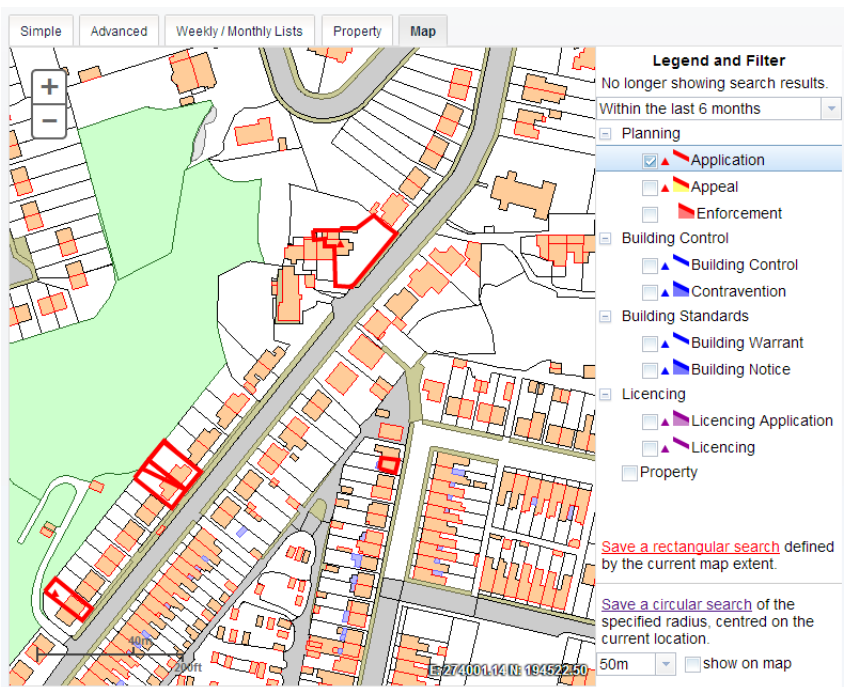 Simple
Advanced
Weekly / Monthly Lists
Property
Map
+
−
40m
200ft
E: 274001.14 N: 194522.50
Legend and Filter
No longer showing search results.
Within the last 6 months
Planning
Application
Appeal
Enforcement
Building Control
Building Control
Contravention
Building Standards
Building Warrant
Building Notice
Licencing
Licencing Application
Licencing
Property
Save a rectangular search defined
by the current map extent.
Save a circular search of the
specified radius, centred on the
current location.
50m
show on map